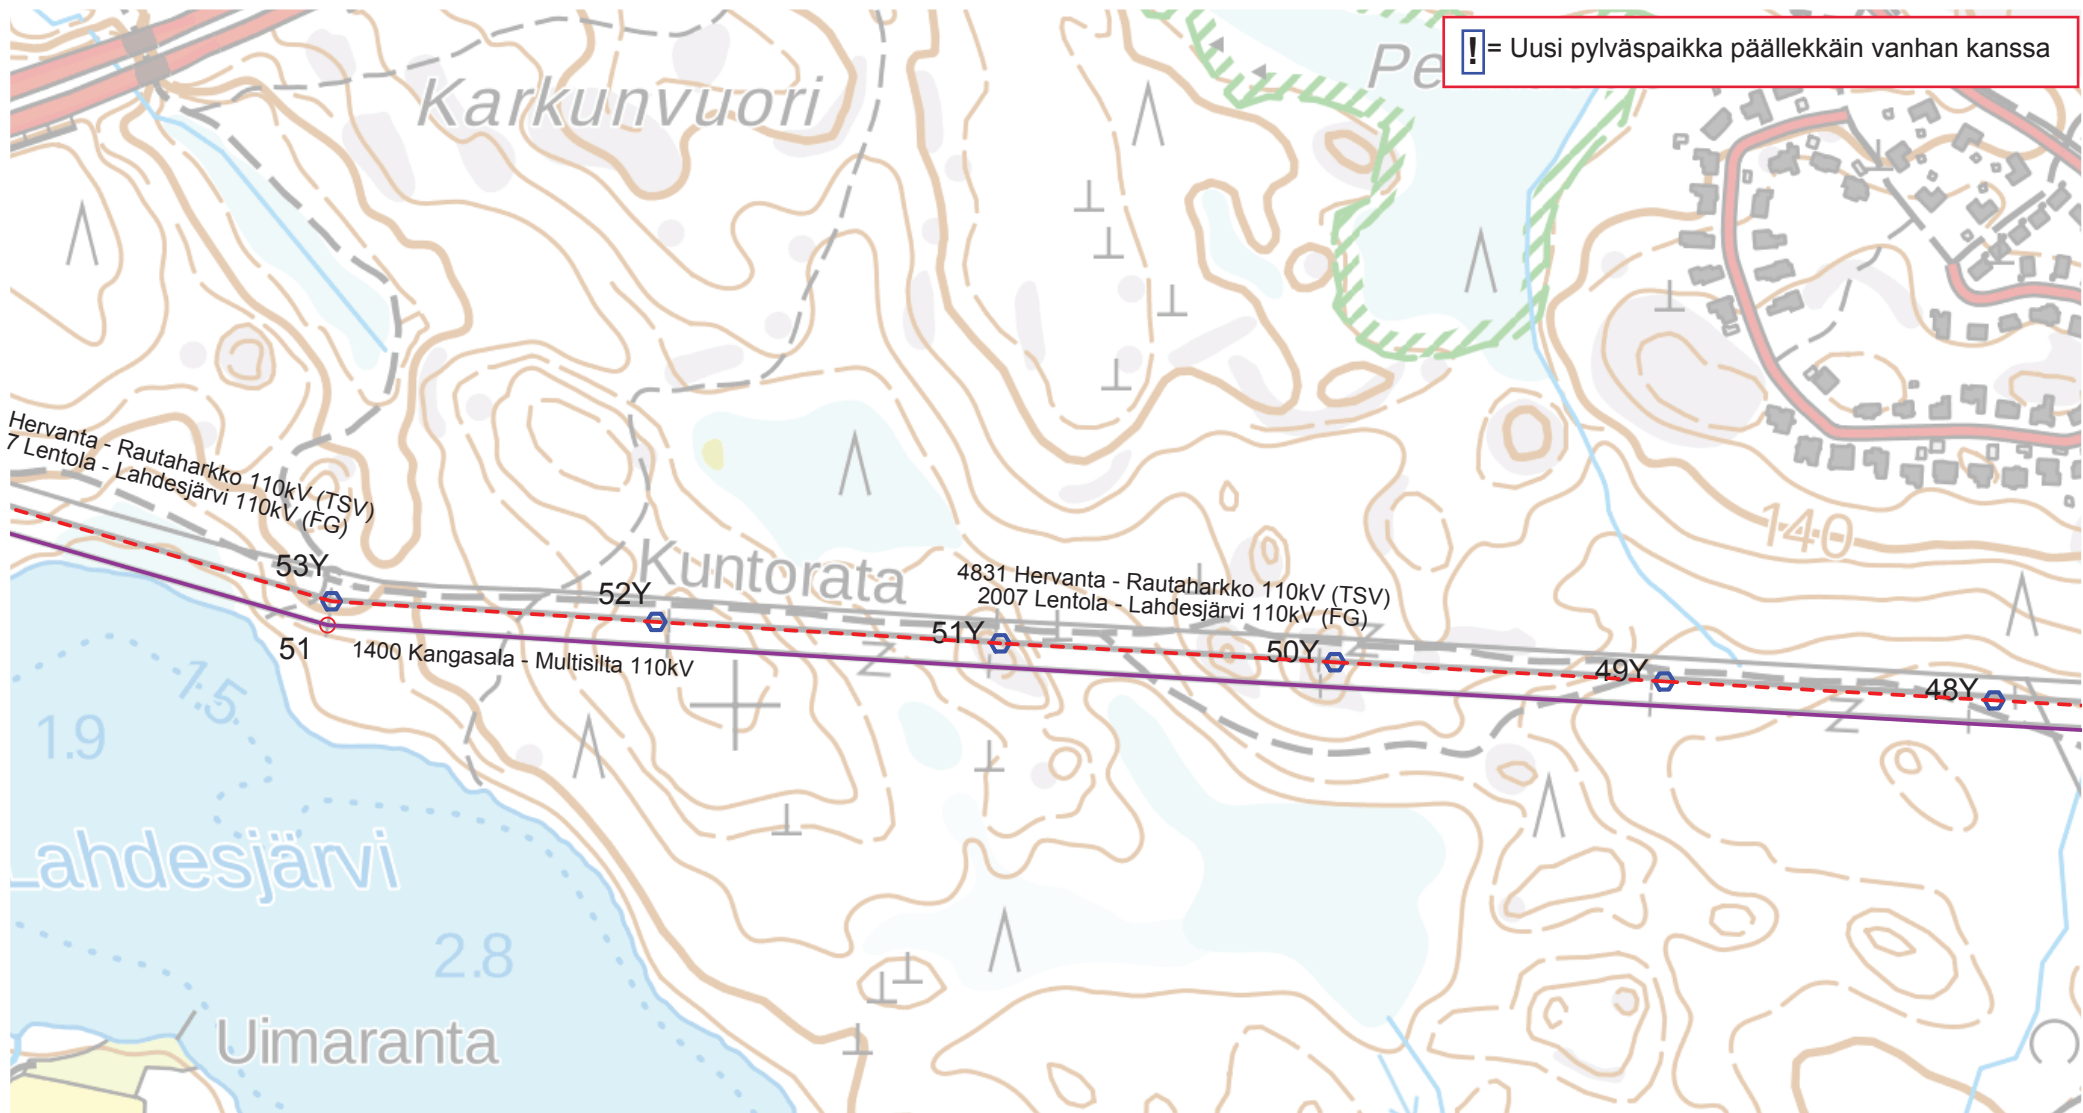 Karkunvuori
Pe
! = Uusi pylväspaikka päällekkäin vanhan kanssa
140
Hervanta - Rautaharkko 110kV (TSV)
7 Lentola - Lahdesjärvi 110kV (FG)
53Y
52Y
Kuntorata
4831 Hervanta - Rautaharkko 110kV (TSV)
2007 Lentola - Lahdesjärvi 110kV (FG)
51Y
50Y
49Y
48Y
51
1400 Kangasala - Multisilta 110kV
1.5
1.9
Lahdesjärvi
2.8
Uimaranta